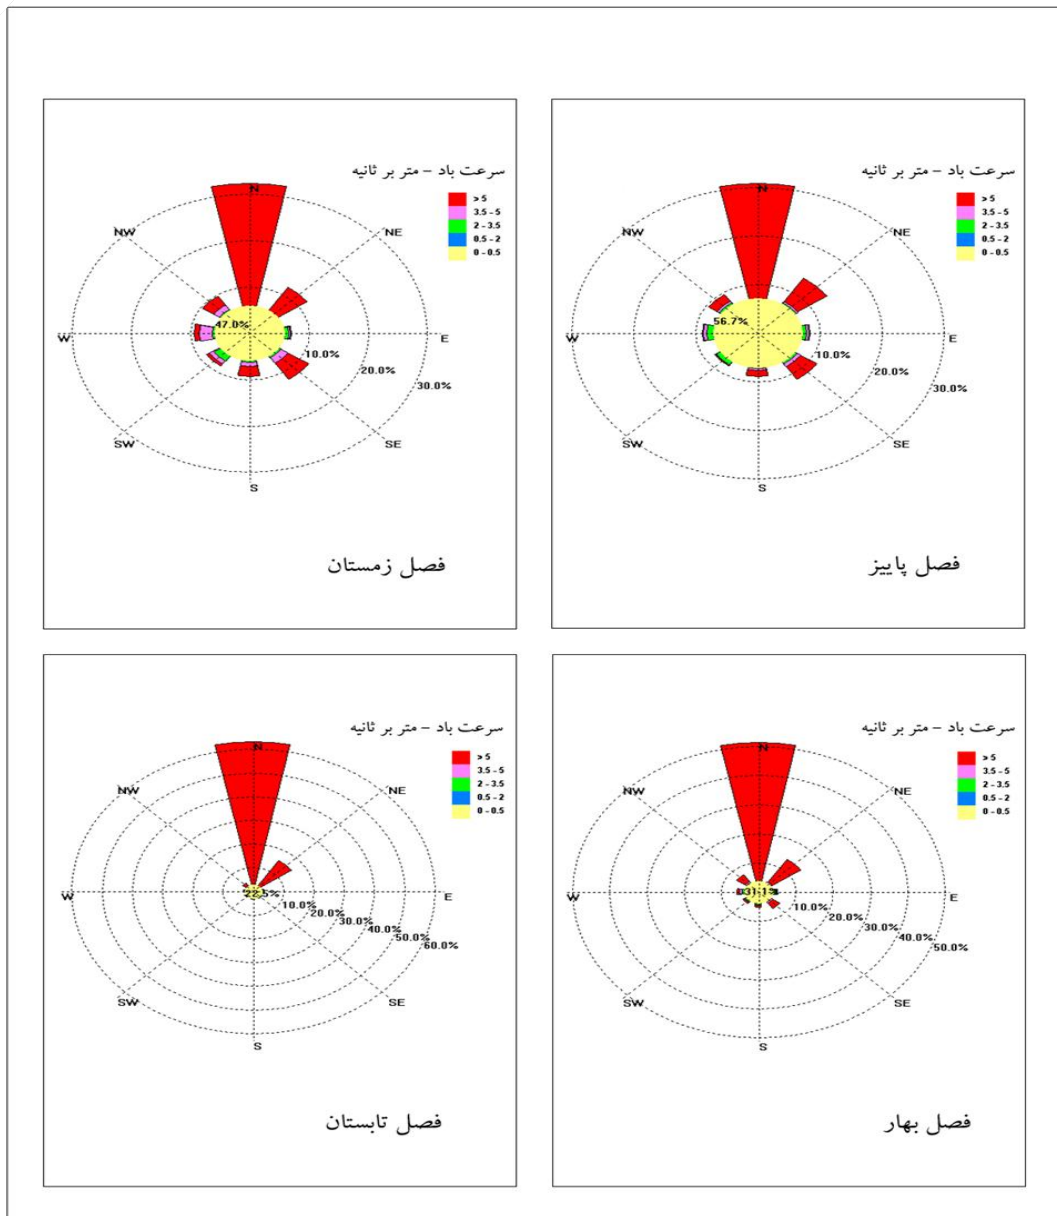 سرعت باد – متر بر ثانیه
> 5
3.5 - 5
2 - 3.5
0.5 - 2
0 - 0.5
N
NW
NE
47.0%
W
E
10.0%
20.0%
30.0%
SW
SE
S
فصل زمستان
سرعت باد – متر بر ثانیه
> 5
3.5 - 5
2 - 3.5
0.5 - 2
0 - 0.5
N
NW
NE
56.7%
W
E
10.0%
20.0%
30.0%
SW
SE
S
فصل پاییز
سرعت باد – متر بر ثانیه
> 5
3.5 - 5
2 - 3.5
0.5 - 2
0 - 0.5
N
NW
NE
22.5%
W
E
10.0%
20.0%
30.0%
40.0%
50.0%
60.0%
SW
SE
S
فصل تابستان
سرعت باد – متر بر ثانیه
> 5
3.5 - 5
2 - 3.5
0.5 - 2
0 - 0.5
N
NW
NE
31.1%
W
E
10.0%
20.0%
30.0%
40.0%
50.0%
SW
SE
S
فصل بهار